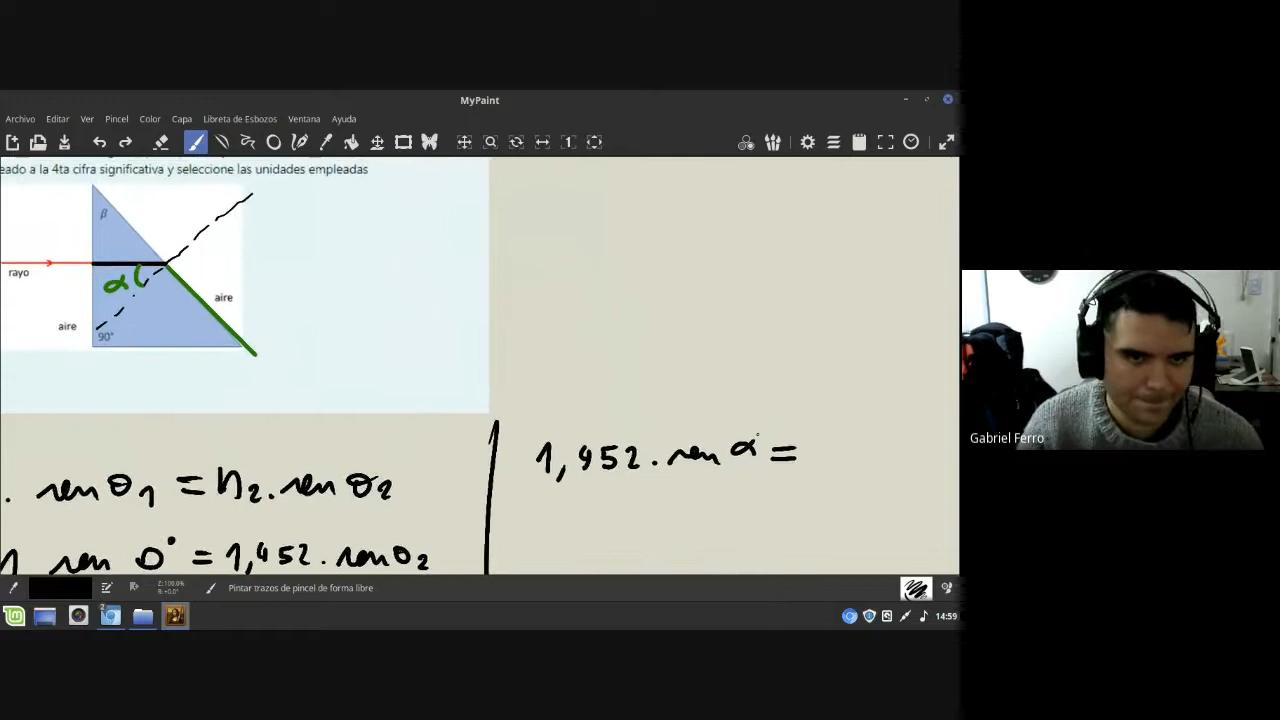 MyPaint
Archivo Editar Ver Pincel Color Capa Libreta de Esbozos Ventana Ayuda
eado a la 4ta cifra significativa y seleccione las unidades empleadas
β
rayo
α
aire
aire
90°
. sen θ1 = n2 . sen θ2
sen 0° = 1,452 . sen θ2
1,452 . sen α =
Gabriel Ferro
Pintar trazos de pincel de forma libre
14:59